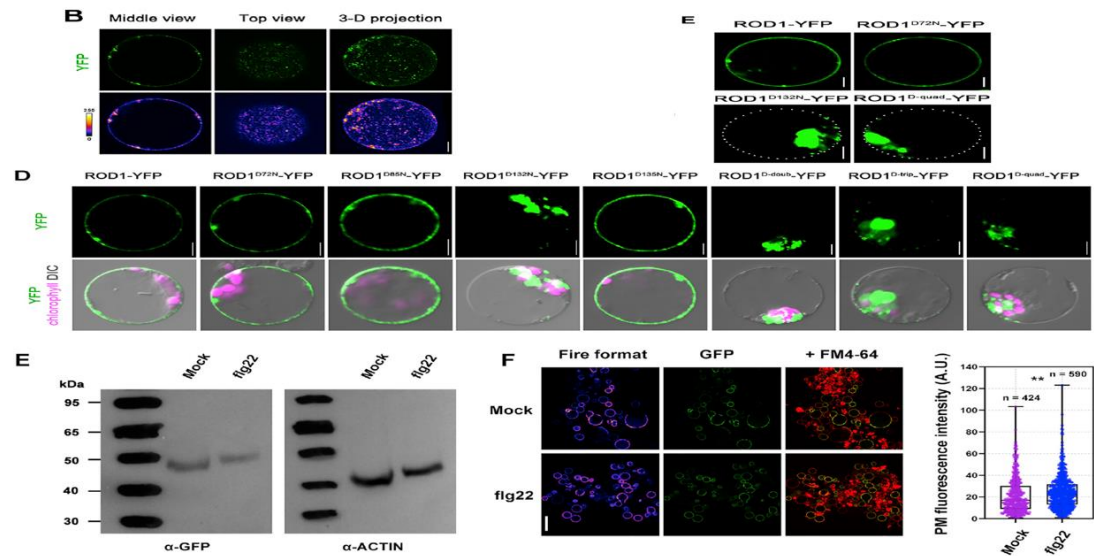 B
Middle view Top view 3-D projection
YFP
255
0
E
ROD1-YFP ROD1D72N-YFP
ROD1D132N-YFP ROD1D-quad-YFP
D
ROD1-YFP ROD1D72N-YFP ROD1D85N-YFP ROD1D132N-YFP ROD1D135N-YFP ROD1D-doub-YFP ROD1D-trip-YFP ROD1D-quad-YFP
YFP
YFP
chlorophyll DIC
E
Mock flg22 Mock flg22
kDa
95
65
50
40
30
α-GFP α-ACTIN
F
Fire format GFP + FM4-64
Mock
flg22
PM fluorescence intensity (A.U.)
140
120
100
80
60
40
20
0
** n = 590
n = 424
Mock flg22